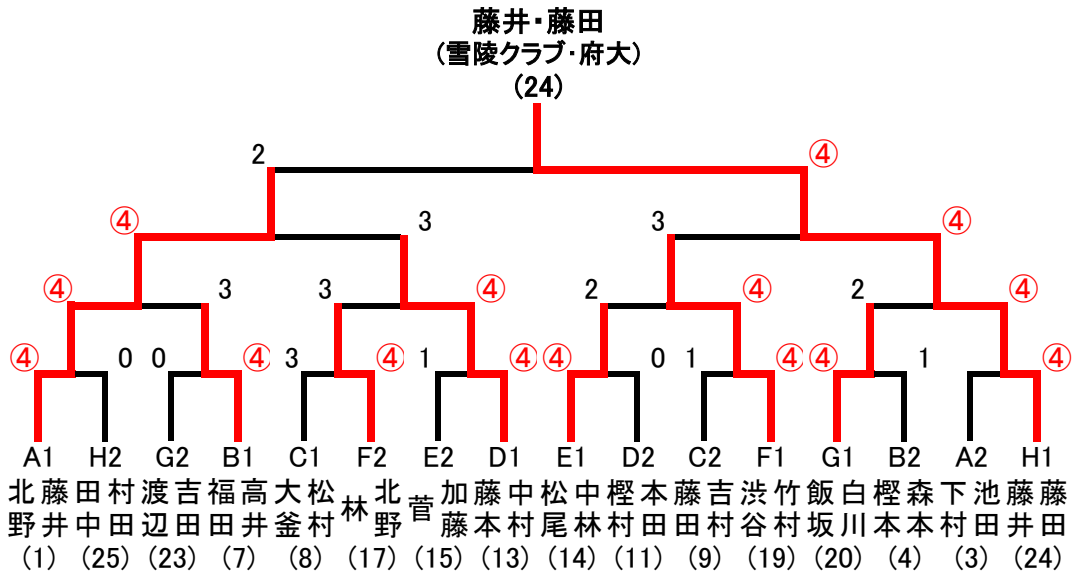 藤井・藤田
(雪陵クラブ・府大)
(24)
2 ④
④ 3 3 ④
④ 3 3 ④ 2 ④ 2 ④
④ 0 0 ④ 3 ④ 1 ④ ④ 0 1 ④ ④ 1 ④
A1 H2 G2 B1 C1 F2 E2 D1 E1 D2 C2 F1 G1 B2 A2 H1
北野 藤井 田中 村田 渡辺 吉田 福田 高井 大釜 松村 林 北野 菅 加藤 藤本 中村 松尾 中林 樫村 本田 藤田 吉村 渋谷 竹村 飯坂 白川 樫本 森本 下村 池田 藤井 藤田
(1) (25) (23) (7) (8) (17) (15) (13) (14) (11) (9) (19) (20) (4) (3) (24)